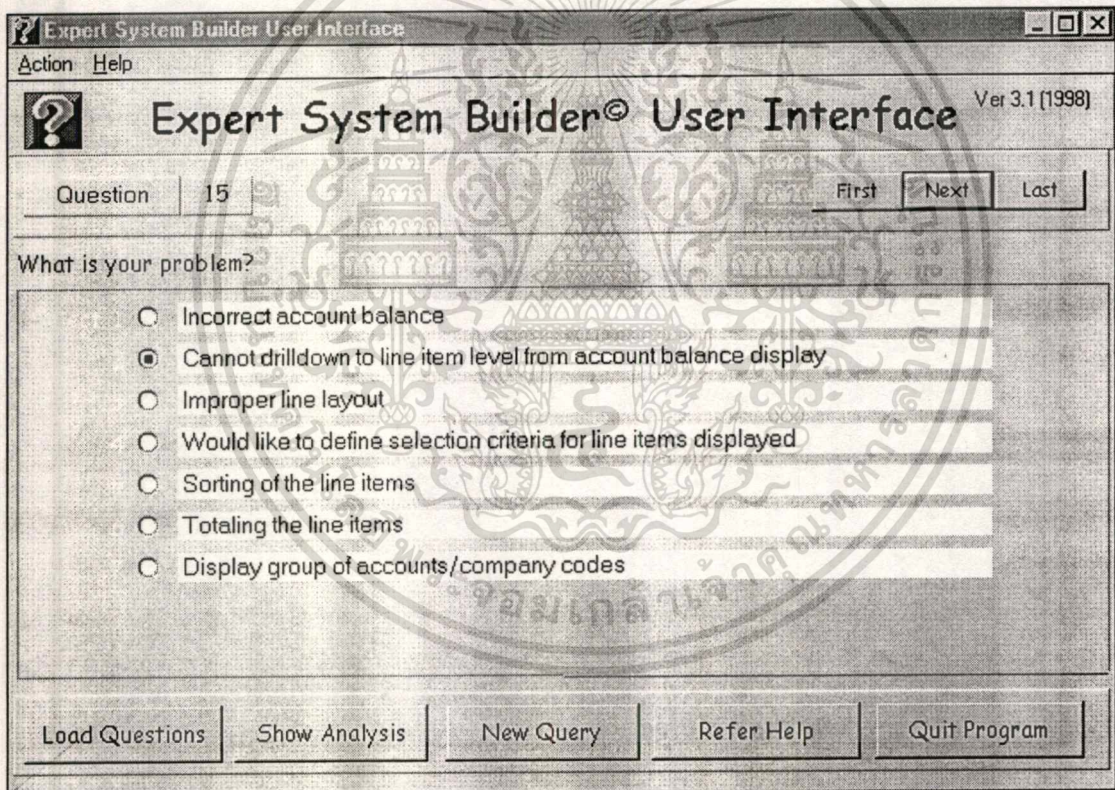 Expert System Builder User Interface
Action Help
Expert System Builder© User Interface
Ver 3.1 (1998)
Question 15
First Next Last
What is your problem?
Incorrect account balance
Cannot drilldown to line item level from account balance display
Improper line layout
Would like to define selection criteria for line items displayed
Sorting of the line items
Totaling the line items
Display group of accounts/company codes
Load Questions Show Analysis New Query Refer Help Quit Program